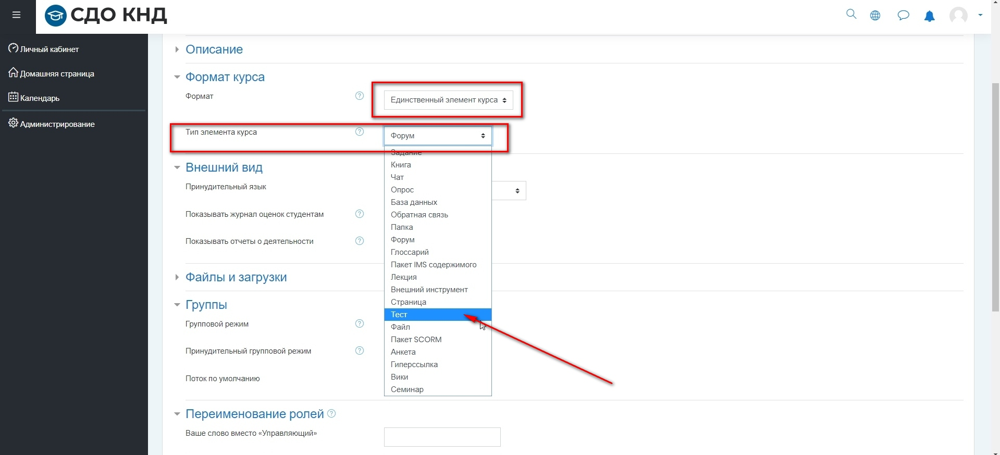 СДО КНД
Личный кабинет
Домашняя страница
Календарь
Администрирование
Описание
Формат курса
Формат
?
Единственный элемент курса
Тип элемента курса
?
Форум
Задание
Книга
Чат
Опрос
База данных
Обратная связь
Папка
Форум
Глоссарий
Пакет IMS содержимого
Лекция
Внешний инструмент
Страница
Тест
Файл
Пакет SCORM
Анкета
Гиперссылка
Вики
Семинар
Внешний вид
Принудительный язык
Показывать журнал оценок студентам
?
Показывать отчеты о деятельности
?
Файлы и загрузки
Группы
Групповой режим
?
Принудительный групповой режим
?
Поток по умолчанию
Переименование ролей ?
Ваше слово вместо «Управляющий»